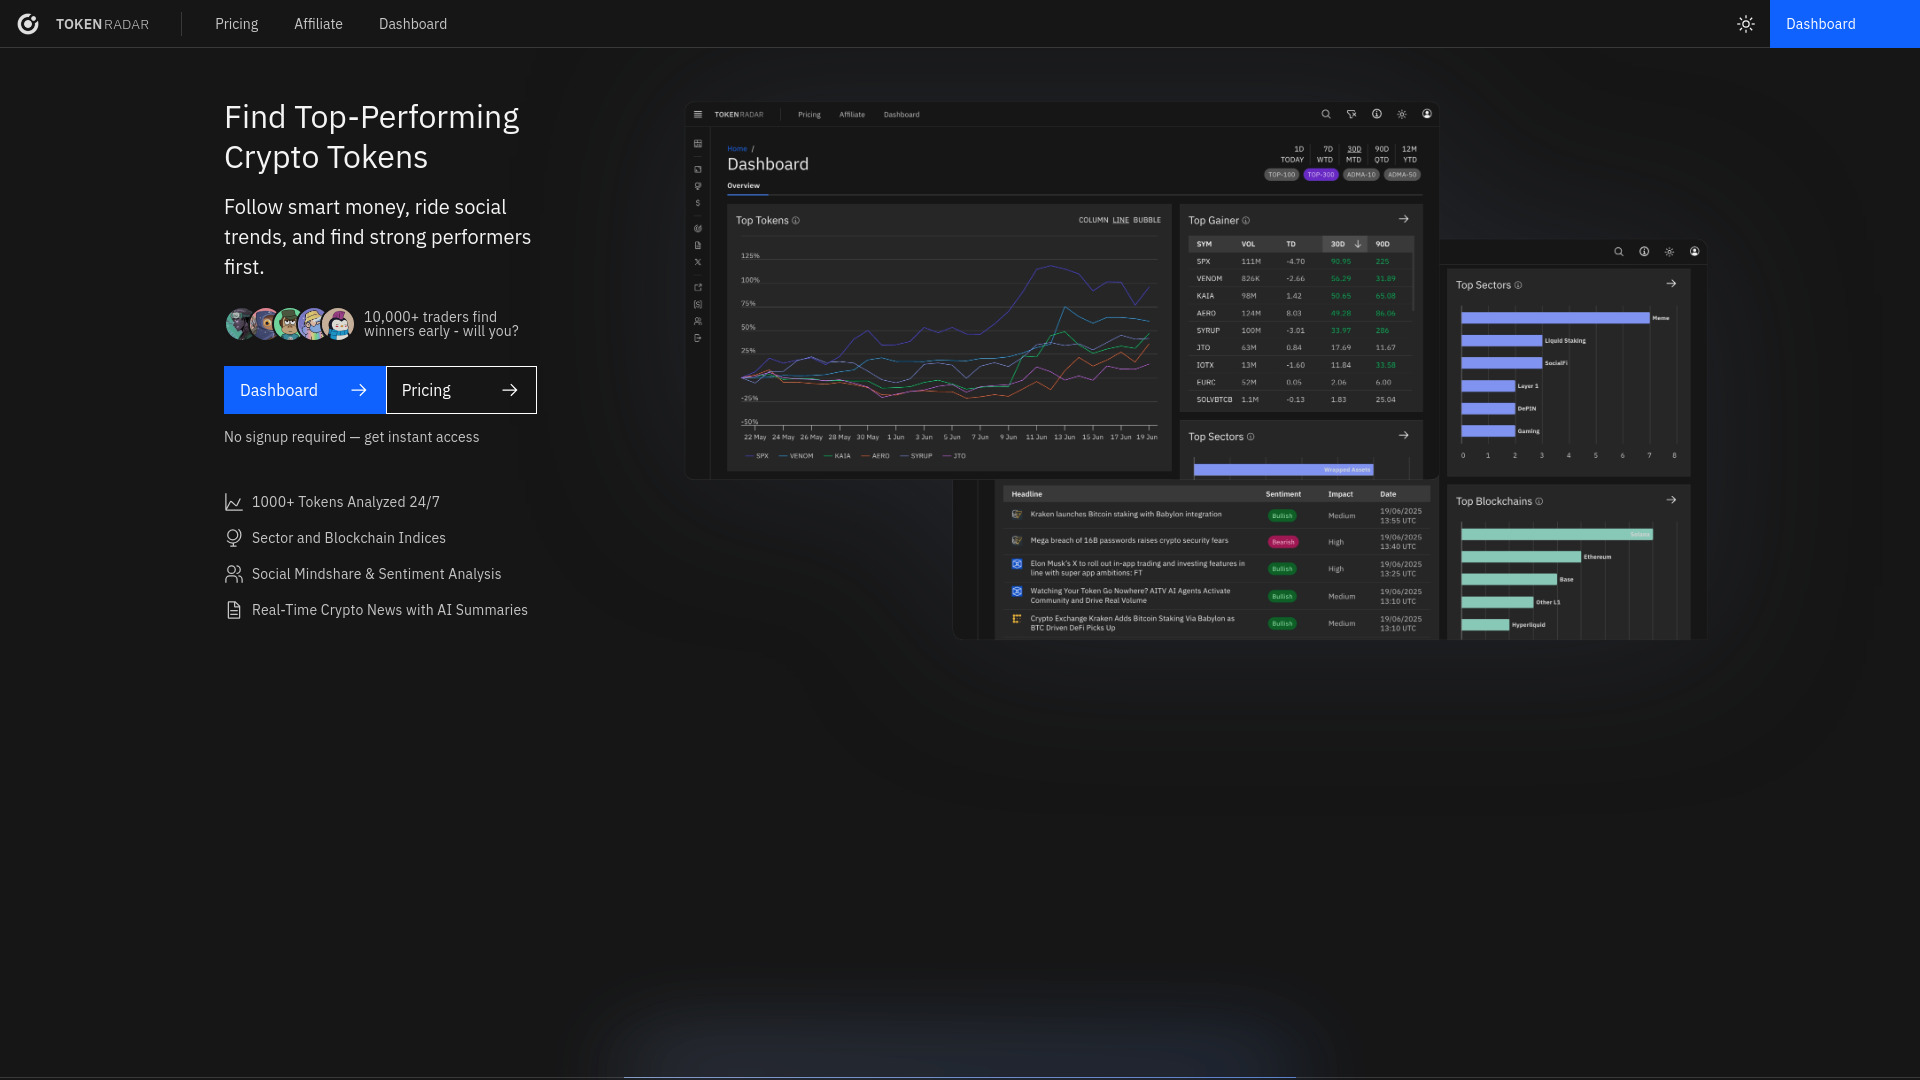 TOKEN RADAR
Pricing
Affiliate
Dashboard
Dashboard
Find Top-Performing
Crypto Tokens
Follow smart money, ride social
trends, and find strong performers
first.
10,000+ traders find
winners early - will you?
Dashboard
Pricing
No signup required — get instant access
1000+ Tokens Analyzed 24/7
Sector and Blockchain Indices
Social Mindshare & Sentiment Analysis
Real-Time Crypto News with AI Summaries
TOKEN RADAR
Pricing
Affiliate
Dashboard
Home /
Dashboard
Overview
1D 7D 30D 90D 12M
TODAY WTD MTD QTD YTD
TOP-100 TOP-300 ADMA-10 ADMA-50
Top Tokens
COLUMN LINE BUBBLE
125%
100%
75%
50%
25%
-25%
-50%
22 May 24 May 26 May 28 May 30 May 1 Jun 3 Jun 5 Jun 7 Jun 9 Jun 11 Jun 13 Jun 15 Jun 17 Jun 19 Jun
SPX VENOM KAIA AERO SYRUP JTO
Top Gainer
SYM VOL TD 30D 90D
SPX 111M -4.70 90.95 225
VENOM 826K -2.66 56.29 31.89
KAIA 98M 1.42 50.65 65.08
AERO 124M 8.03 49.28 86.06
SYRUP 100M -3.01 33.97 286
JTO 63M 0.84 17.69 11.67
IOTX 13M -1.60 11.84 33.58
EURC 52M 0.05 2.06 6.00
SOLVBTCB 1.1M -0.13 1.83 25.04
Top Sectors
Wrapped Assets
Headline Sentiment Impact Date
Kraken launches Bitcoin staking with Babylon integration Bullish Medium 19/06/2025
13:55 UTC
Mega breach of 16B passwords raises crypto security fears Bearish High 19/06/2025
13:40 UTC
Elon Musk's X to roll out in-app trading and investing features in
line with super app ambitions: FT Bullish High 19/06/2025
13:25 UTC
Watching Your Token Go Nowhere? AITV AI Agents Activate
Community and Drive Real Volume Bullish Medium 19/06/2025
13:10 UTC
Crypto Exchange Kraken Adds Bitcoin Staking Via Babylon as
BTC Driven DeFi Picks Up Bullish Medium 19/06/2025
13:10 UTC
Top Sectors
Meme
Liquid Staking
SocialFi
Layer 1
DePIN
Gaming
0 1 2 3 4 5 6 7 8
Top Blockchains
Ethereum
Base
Other L1
Hyperliquid